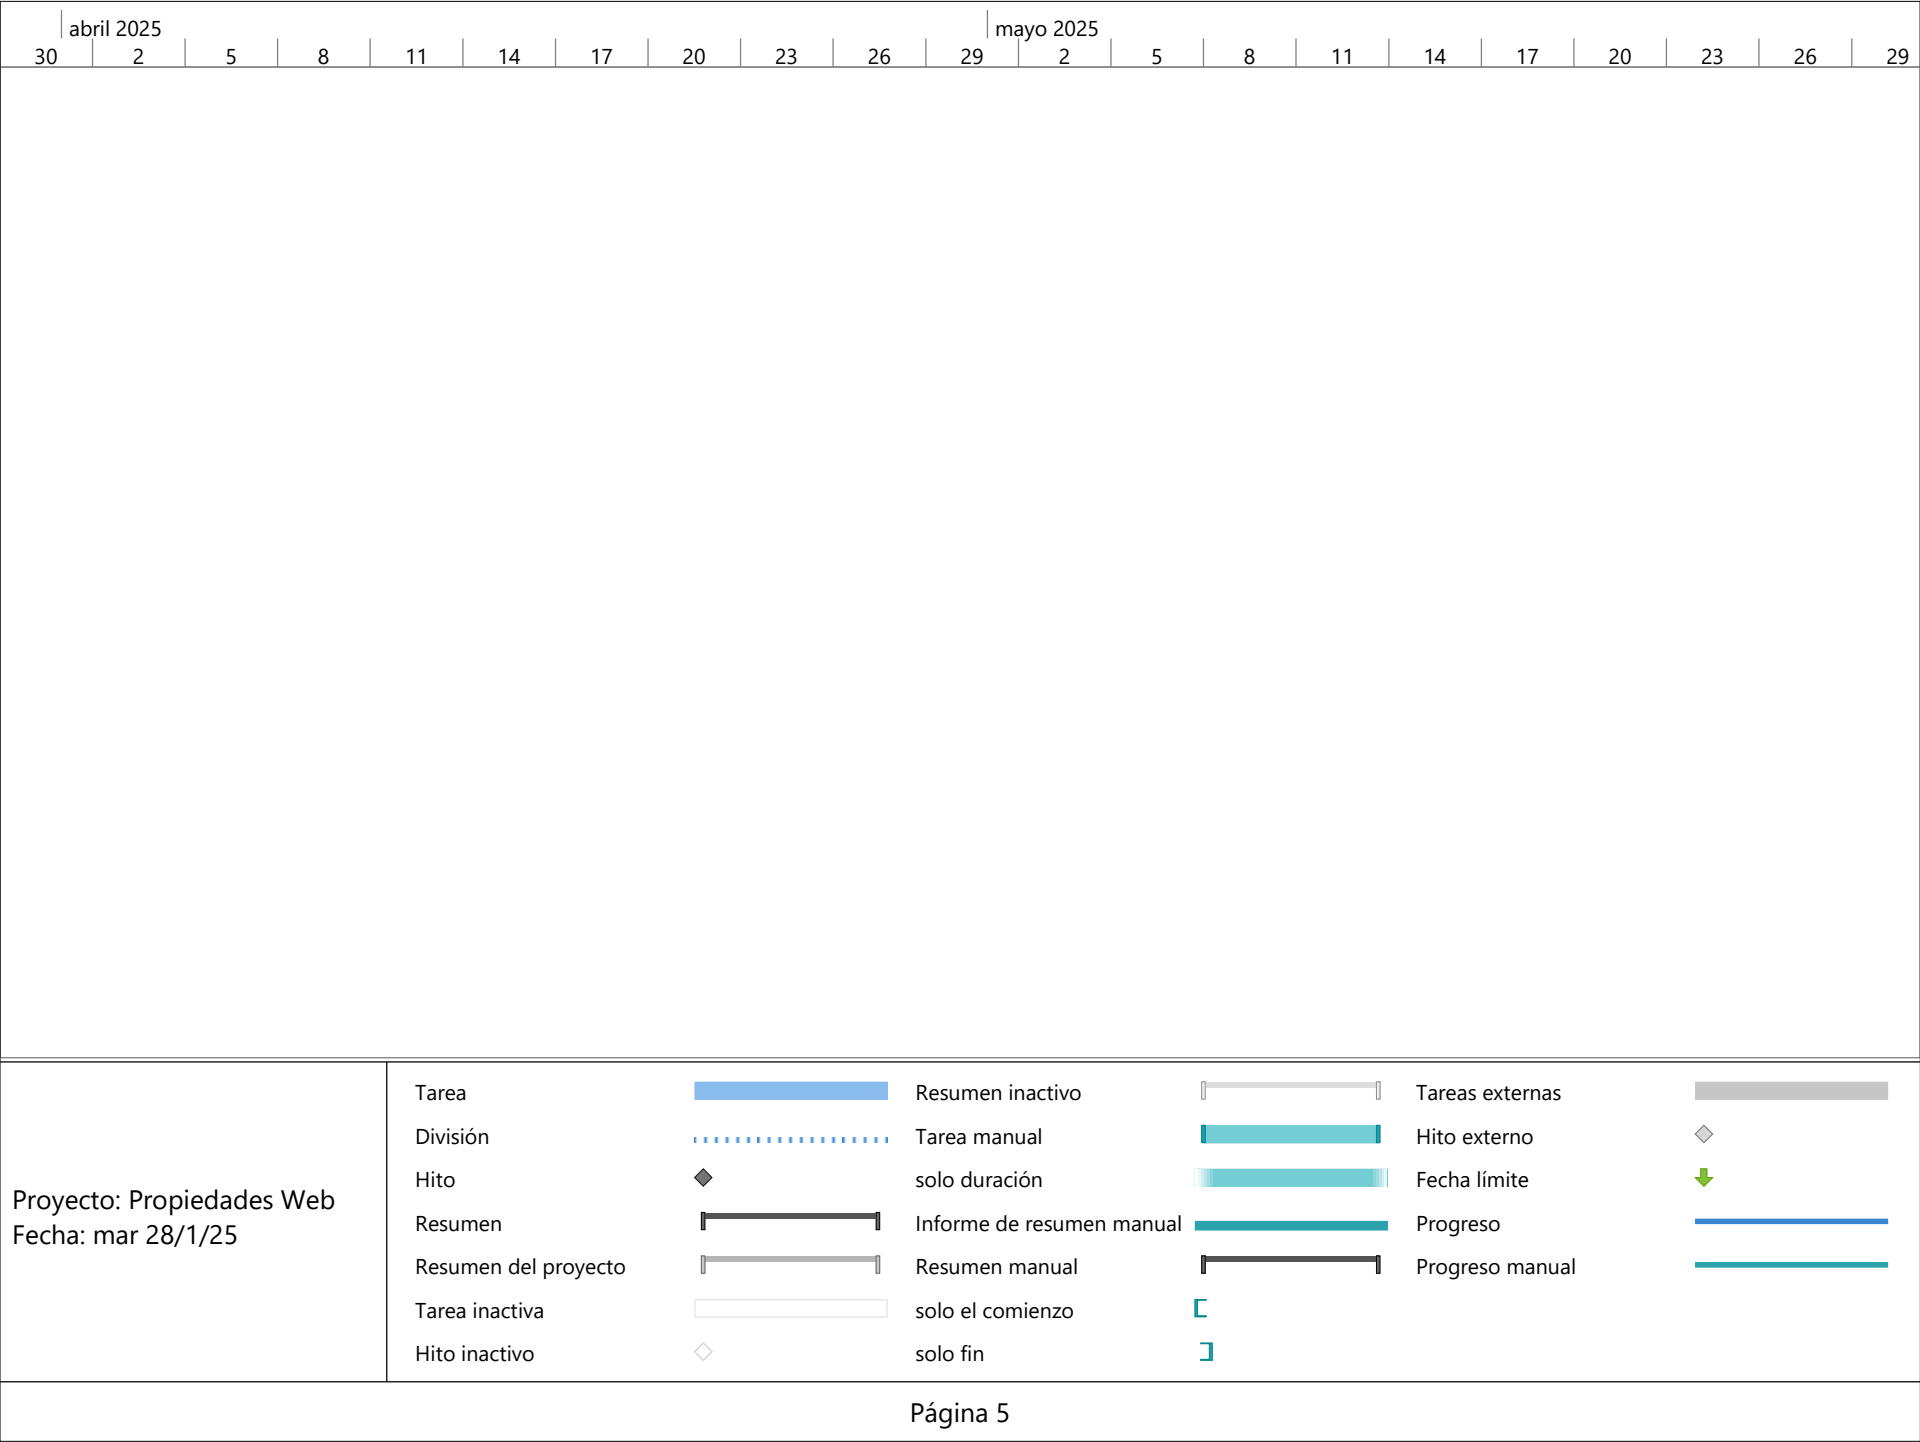 abril 2025 mayo 2025
30 2 5 8 11 14 17 20 23 26 29 2 5 8 11 14 17 20 23 26 29
Proyecto: Propiedades Web
Fecha: mar 28/1/25
Tarea
División
Hito
Resumen
Resumen del proyecto
Tarea inactiva
Hito inactivo
Resumen inactivo
Tarea manual
solo duración
Informe de resumen manual
Resumen manual
solo el comienzo
solo fin
Tareas externas
Hito externo
Fecha límite
Progreso
Progreso manual
Página 5